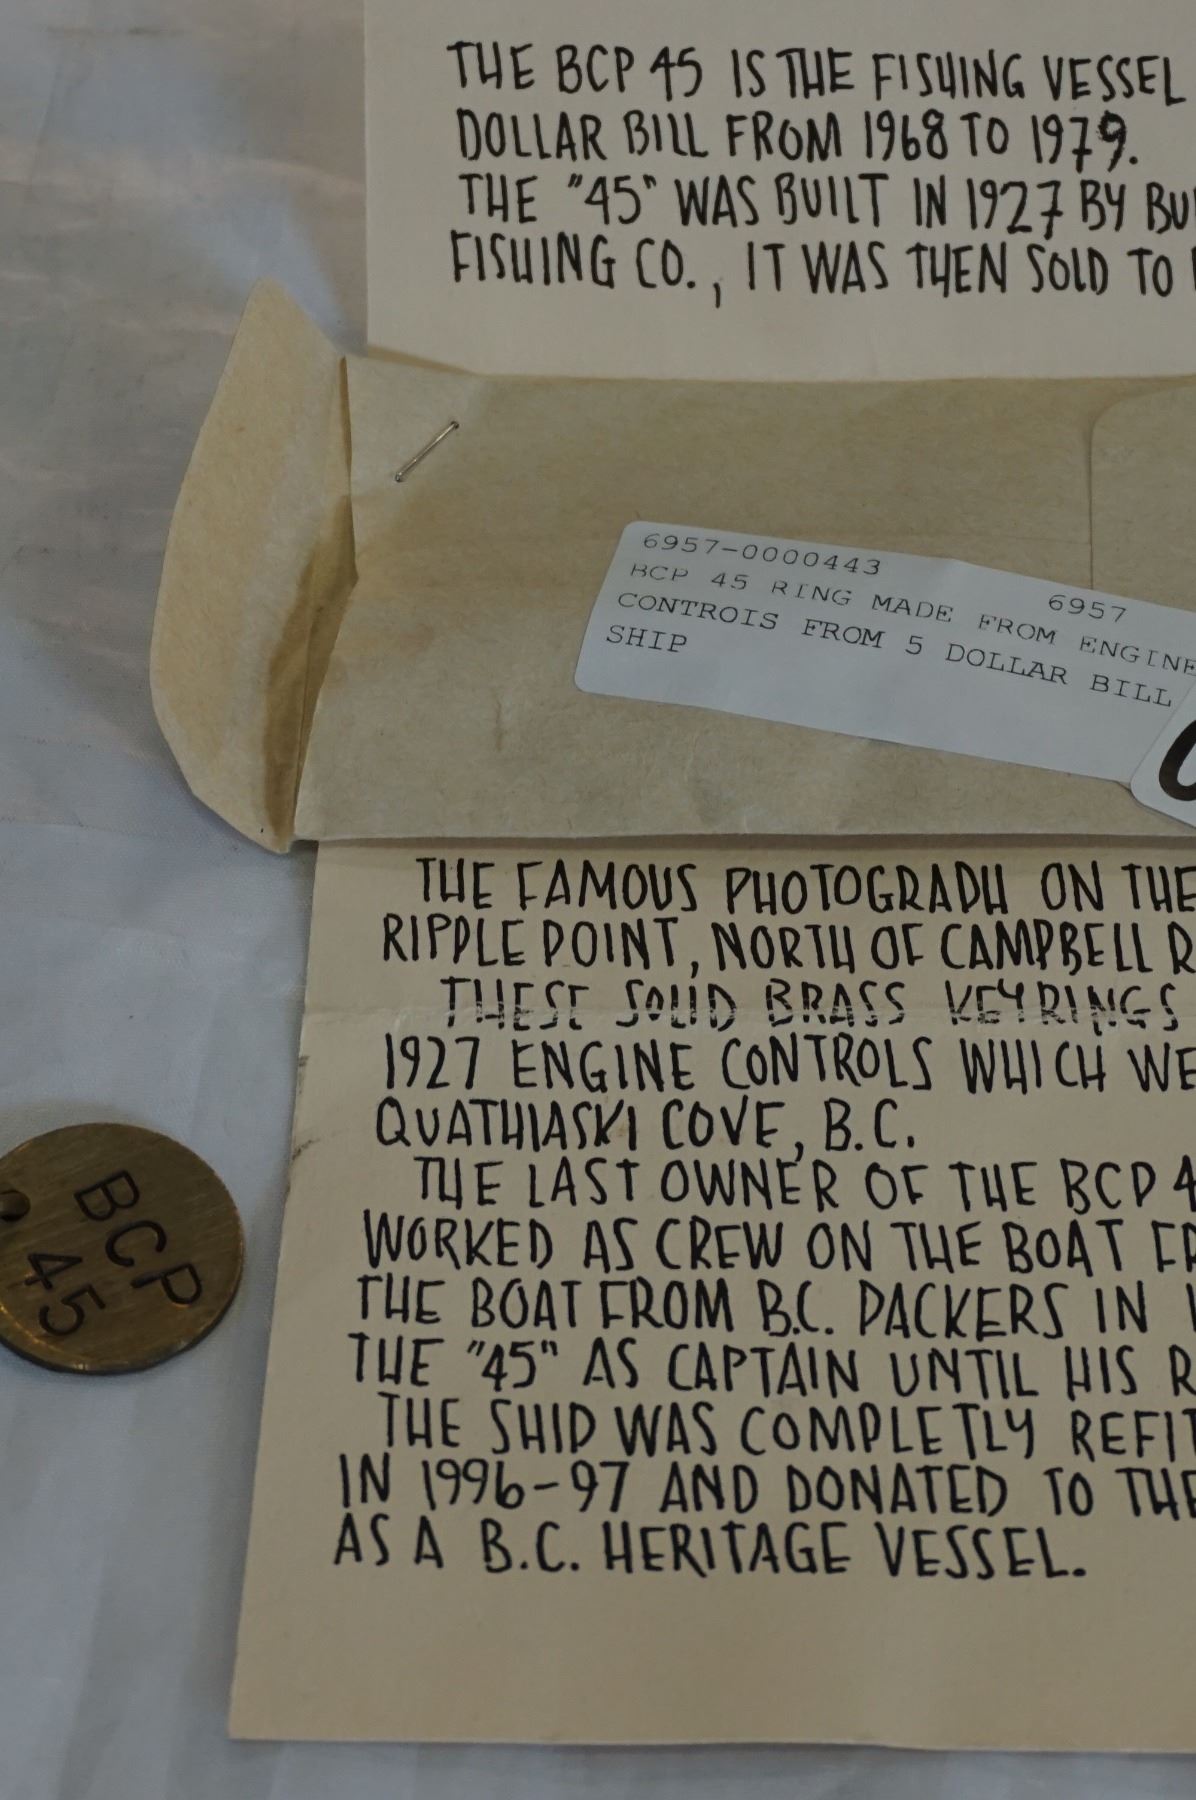 THE BCP 45 IS THE FISHING VESSEL
DOLLAR BILL FROM 1968 TO 1979.
THE "45" WAS BUILT IN 1927 BY
FISHING CO., IT WAS THEN SOLD TO
6957-0000443
6957
BCP 45 RING MADE FROM ENGINE
CONTROIS FROM 5 DOLLAR BILL
SHIP
THE FAMOUS PHOTOGRAPH ON THE
RIPPLE POINT, NORTH OF CAMPBELL
THESE SOLID BRASS KEYRINGS
1927 ENGINE CONTROLS WHICH
QUATHIASKI COVE, B.C.
THE LAST OWNER OF THE BCP
WORKED AS CREW ON THE BOAT
THE BOAT FROM B.C. PACKERS IN
THE "45" AS CAPTAIN UNTIL HIS
THE SHIP WAS COMPLETLY
IN 1996-97 AND DONATED TO THE
AS A B.C. HERITAGE VESSEL.
BCP
45